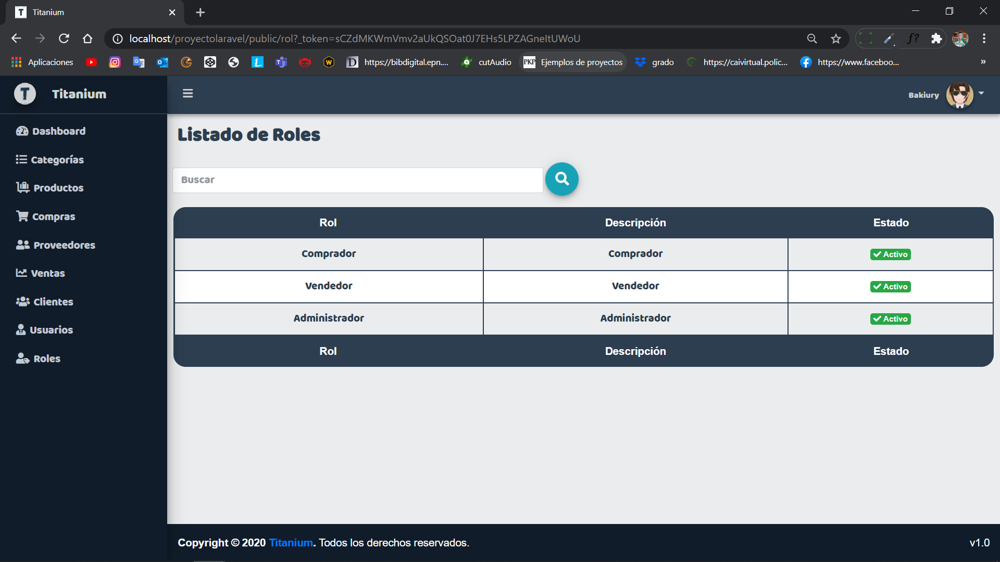 T Titanium
localhost/proyectolaravel/public/rol?_token=sCZdMKWmVmv2aUkQSOat0J7EHs5LPZAGneItUWoU
f?
Aplicaciones
https://bibdigital.epn....
cutAudio
PKP Ejemplos de proyectos
grado
https://caivirtual.polic...
https://www.faceboo...
»
T Titanium
Bakiury
Dashboard
Categorías
Productos
Compras
Proveedores
Ventas
Clientes
Usuarios
Roles
Listado de Roles
Buscar
Rol Descripción Estado
Comprador Comprador Activo
Vendedor Vendedor Activo
Administrador Administrador Activo
Rol Descripción Estado
Copyright © 2020 Titanium. Todos los derechos reservados.
v1.0